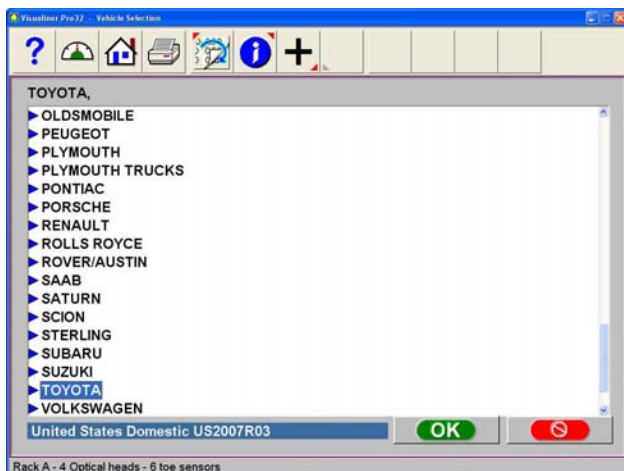 Visualiner Pro32 - Vehicle Selection
?
i
TOYOTA,
OLDSMOBILE
PEUGEOT
PLYMOUTH
PLYMOUTH TRUCKS
PONTIAC
PORSCHE
RENAULT
ROLLS ROYCE
ROVER/AUSTIN
SAAB
SATURN
SCION
STERLING
SUBARU
SUZUKI
TOYOTA
VOLKSWAGEN
United States Domestic US2007R03
OK
Rack A - 4 Optical heads - 6 toe sensors